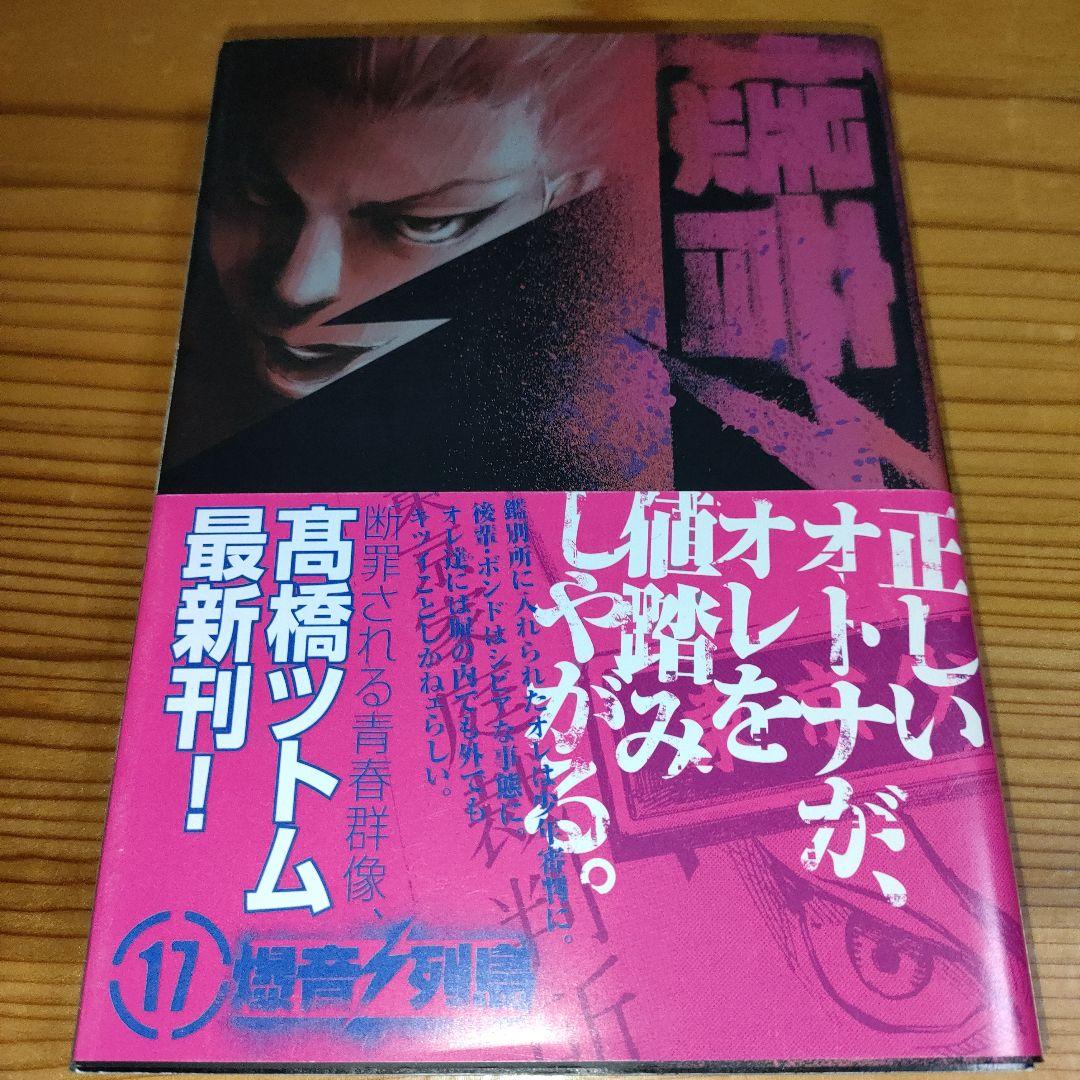 正しい
オトナが、
オレを
値踏み
しやがる。
鑑別所に入れられたオレは少年審判に。
後輩・ボンドはシビアな事態に。
オレ達には塀の内でも外でも
キツイことしかねェらしい。
断罪される青春群像、
髙橋ツトム
最新刊!
17
爆音列島